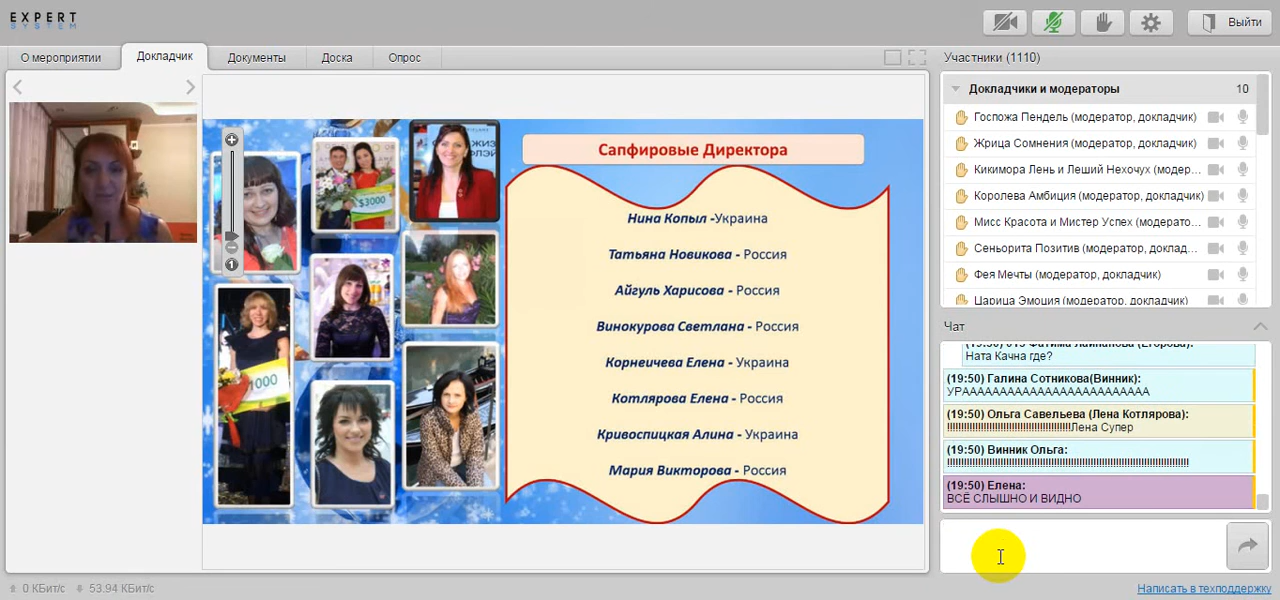 EXPERT
SYSTEM
Выйти
О мероприятии
Докладчик
Документы
Доска
Опрос
Участники (1110)
Докладчики и модераторы 10
Госпожа Пендель (модератор, докладчик)
Жрица Сомнения (модератор, докладчик)
Кикимора Лень и Леший Нехочух (модер...
Королева Амбиция (модератор, докладчик)
Мисс Красота и Мистер Успех (модерато...
Сеньорита Позитив (модератор, доклад...
Фея Мечты (модератор, докладчик)
Царица Эмоция (модератор, докладчик)
Сапфировые Директора
Нина Копыл -Украина
Татьяна Новикова - Россия
Айгуль Харисова - Россия
Винокурова Светлана - Россия
Корнеичева Елена - Украина
Котлярова Елена - Россия
Кривоспицкая Алина - Украина
Мария Викторова - Россия
$3000
1000
1
Чат
Ната Качна где?
(19:50) Галина Сотникова(Винник):
УРАААААААААААААААААААААААА
(19:50) Ольга Савельева (Лена Котлярова):
!!!!!!!!!!!!!!!!!!!!!!!!!!!!!!!!!!!!!!!!!Лена Супер
(19:50) Винник Ольга:
!!!!!!!!!!!!!!!!!!!!!!!!!!!!!!!!!!!!!!!!!!!!!!!!!!!!!!!!!!!!!!!!!!!!!!!!!!!!!!!!
(19:50) Елена:
ВСЁ СЛЫШНО И ВИДНО
0 КБит/с 53.94 КБит/с
Написать в техподдержку